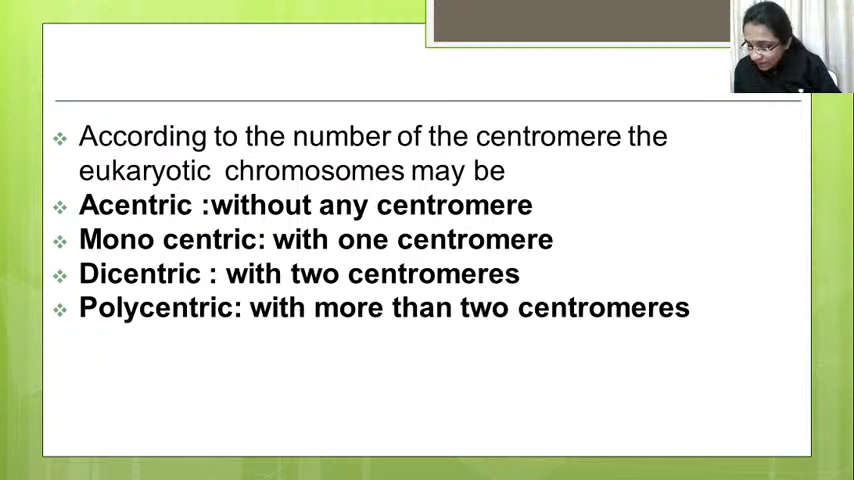 According to the number of the centromere the
eukaryotic chromosomes may be
Acentric :without any centromere
Mono centric: with one centromere
Dicentric : with two centromeres
Polycentric: with more than two centromeres